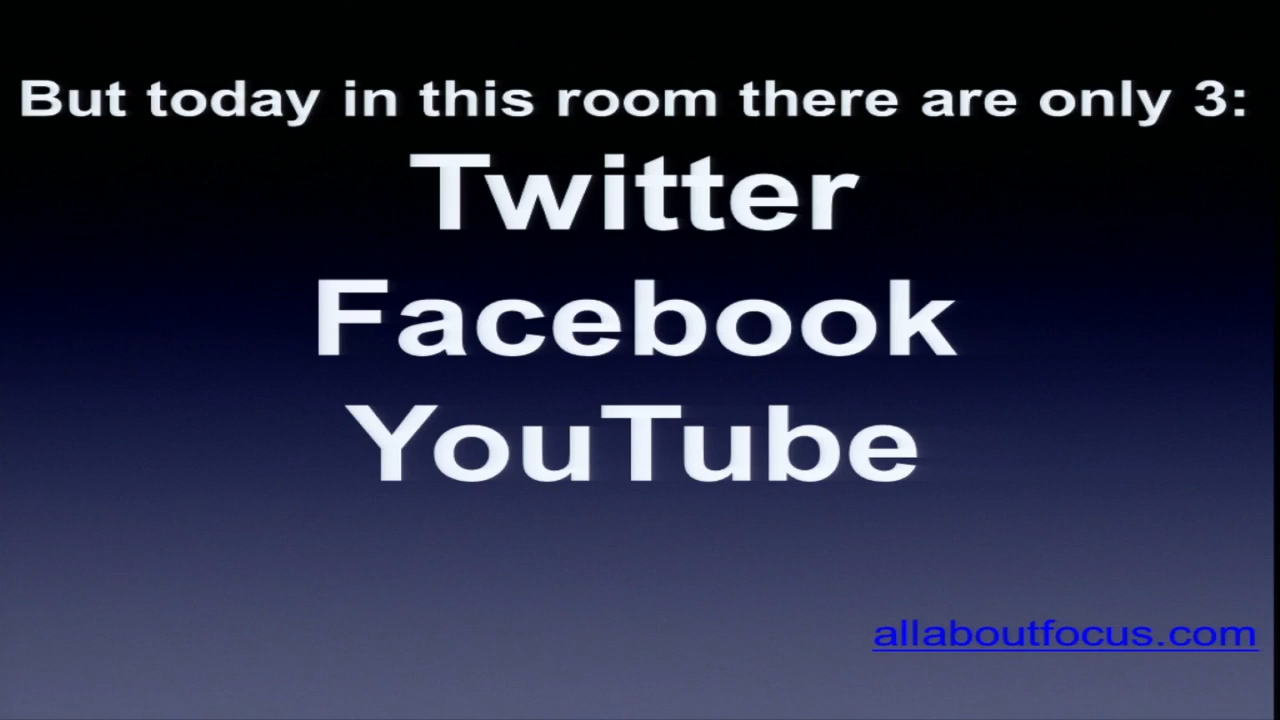 But today in this room there are only 3:
Twitter
Facebook
YouTube
allaboutfocus.com